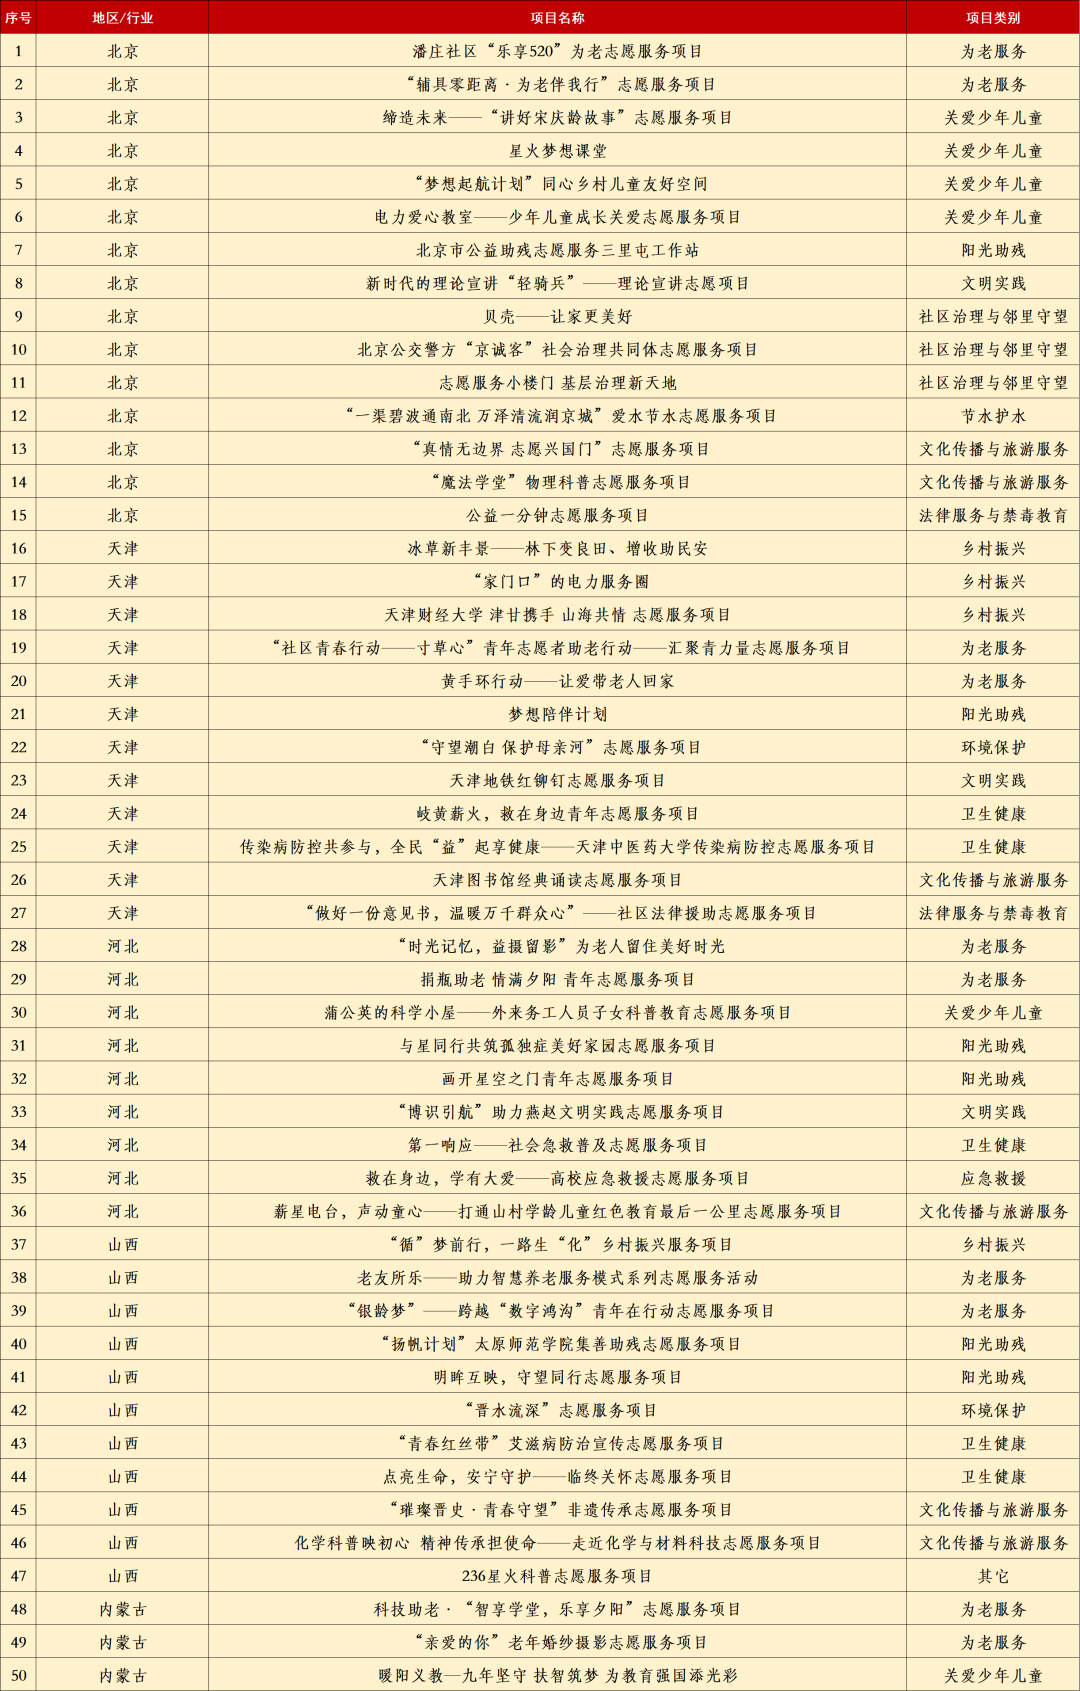 序号 地区/行业 项目名称 项目类别
1 北京 潘庄社区“乐享520”为老志愿服务项目 为老服务
2 北京 “辅具零距离·为老伴我行”志愿服务项目 为老服务
3 北京 缔造未来——“讲好宋庆龄故事”志愿服务项目 关爱少年儿童
4 北京 星火梦想课堂 关爱少年儿童
5 北京 “梦想起航计划”同心乡村儿童友好空间 关爱少年儿童
6 北京 电力爱心教室——少年儿童成长关爱志愿服务项目 关爱少年儿童
7 北京 北京市公益助残志愿服务三里屯工作站 阳光助残
8 北京 新时代的理论宣讲“轻骑兵”——理论宣讲志愿项目 文明实践
9 北京 贝壳——让家更美好 社区治理与邻里守望
10 北京 北京公交警方“京诚客”社会治理共同体志愿服务项目 社区治理与邻里守望
11 北京 志愿服务小楼门 基层治理新天地 社区治理与邻里守望
12 北京 “一渠碧波通南北 万泽清流润京城”爱水节水志愿服务项目 节水护水
13 北京 “真情无边界 志愿兴国门”志愿服务项目 文化传播与旅游服务
14 北京 “魔法学堂”物理科普志愿服务项目 文化传播与旅游服务
15 北京 公益一分钟志愿服务项目 法律服务与禁毒教育
16 天津 冰草新丰景——林下变良田、增收助民安 乡村振兴
17 天津 “家门口”的电力服务圈 乡村振兴
18 天津 天津财经大学 津甘携手 山海共情 志愿服务项目 乡村振兴
19 天津 “社区青春行动——寸草心”青年志愿者助老行动——汇聚青力量志愿服务项目 为老服务
20 天津 黄手环行动——让爱带老人回家 为老服务
21 天津 梦想陪伴计划 阳光助残
22 天津 “守望潮白 保护母亲河”志愿服务项目 环境保护
23 天津 天津地铁红铆钉志愿服务项目 文明实践
24 天津 岐黄薪火，救在身边青年志愿服务项目 卫生健康
25 天津 传染病防控共参与，全民“益”起享健康——天津中医药大学传染病防控志愿服务项目 卫生健康
26 天津 天津图书馆经典诵读志愿服务项目 文化传播与旅游服务
27 天津 “做好一份意见书，温暖万千群众心”——社区法律援助志愿服务项目 法律服务与禁毒教育
28 河北 “时光记忆，益摄留影”为老人留住美好时光 为老服务
29 河北 捐瓶助老 情满夕阳 青年志愿服务项目 为老服务
30 河北 蒲公英的科学小屋——外来务工人员子女科普教育志愿服务项目 关爱少年儿童
31 河北 与星同行共筑孤独症美好家园志愿服务项目 阳光助残
32 河北 画开星空之门青年志愿服务项目 阳光助残
33 河北 “博识引航”助力燕赵文明实践志愿服务项目 文明实践
34 河北 第一响应——社会急救普及志愿服务项目 卫生健康
35 河北 救在身边，学有大爱——高校应急救援志愿服务项目 应急救援
36 河北 薪星电台，声动童心——打通山村学龄儿童红色教育最后一公里志愿服务项目 文化传播与旅游服务
37 山西 “循”梦前行，一路生“化”乡村振兴服务项目 乡村振兴
38 山西 老友所乐——助力智慧养老服务模式系列志愿服务活动 为老服务
39 山西 “银龄梦”——跨越“数字鸿沟”青年在行动志愿服务项目 为老服务
40 山西 “扬帆计划”太原师范学院集善助残志愿服务项目 阳光助残
41 山西 明眸互映，守望同行志愿服务项目 阳光助残
42 山西 “晋水流深”志愿服务项目 环境保护
43 山西 “青春红丝带”艾滋病防治宣传志愿服务项目 卫生健康
44 山西 点亮生命，安宁守护——临终关怀志愿服务项目 卫生健康
45 山西 “璀璨晋史·青春守望”非遗传承志愿服务项目 文化传播与旅游服务
46 山西 化学科普映初心 精神传承担使命——走近化学与材料科技志愿服务项目 文化传播与旅游服务
47 山西 236星火科普志愿服务项目 其它
48 内蒙古 科技助老·“智享学堂，乐享夕阳”志愿服务项目 为老服务
49 内蒙古 “亲爱的你”老年婚纱摄影志愿服务项目 为老服务
50 内蒙古 暖阳义教—九年坚守 扶智筑梦 为教育强国添光彩 关爱少年儿童